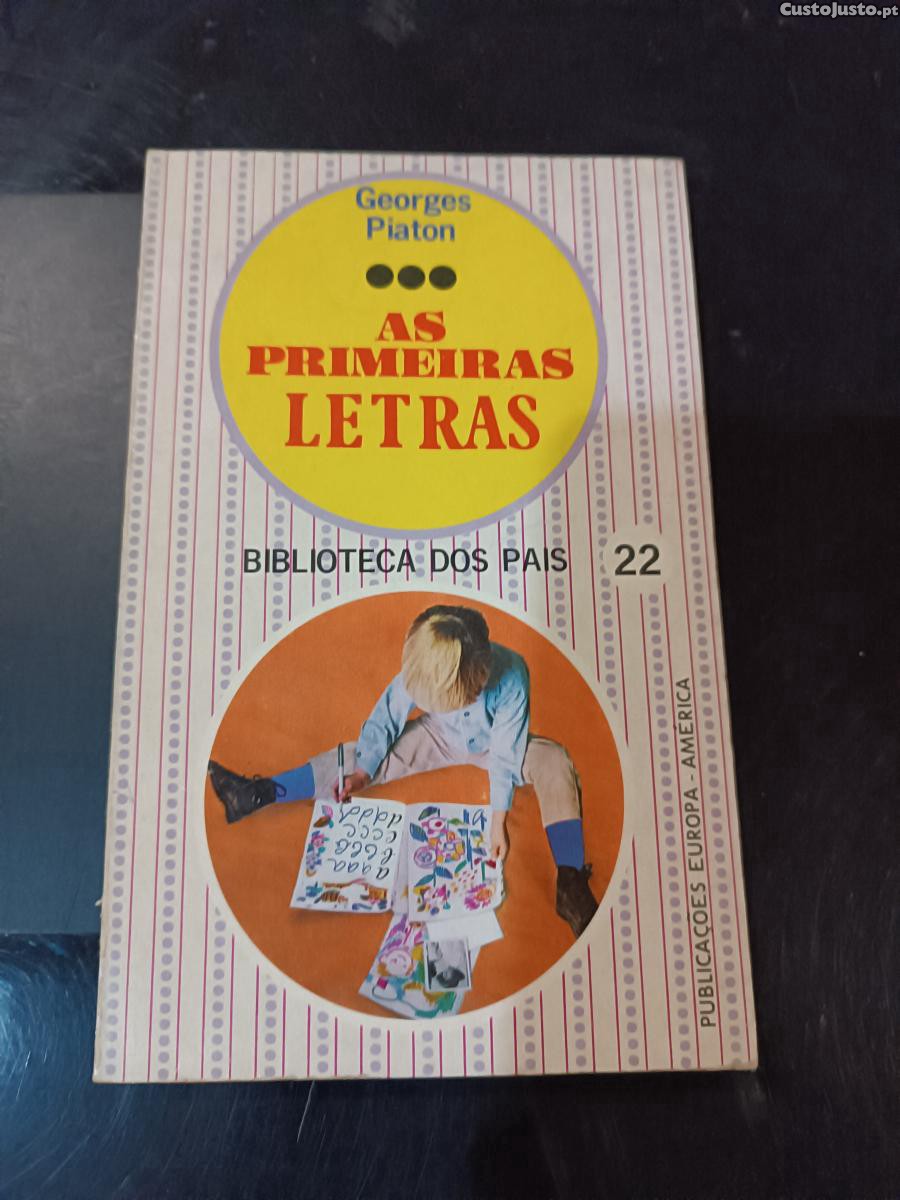 CustoJusto.pt
Georges
Piaton
AS
PRIMEIRAS
LETRAS
BIBLIOTECA DOS PAIS 22
PUBLICAÇÕES EUROPA - AMÉRICA